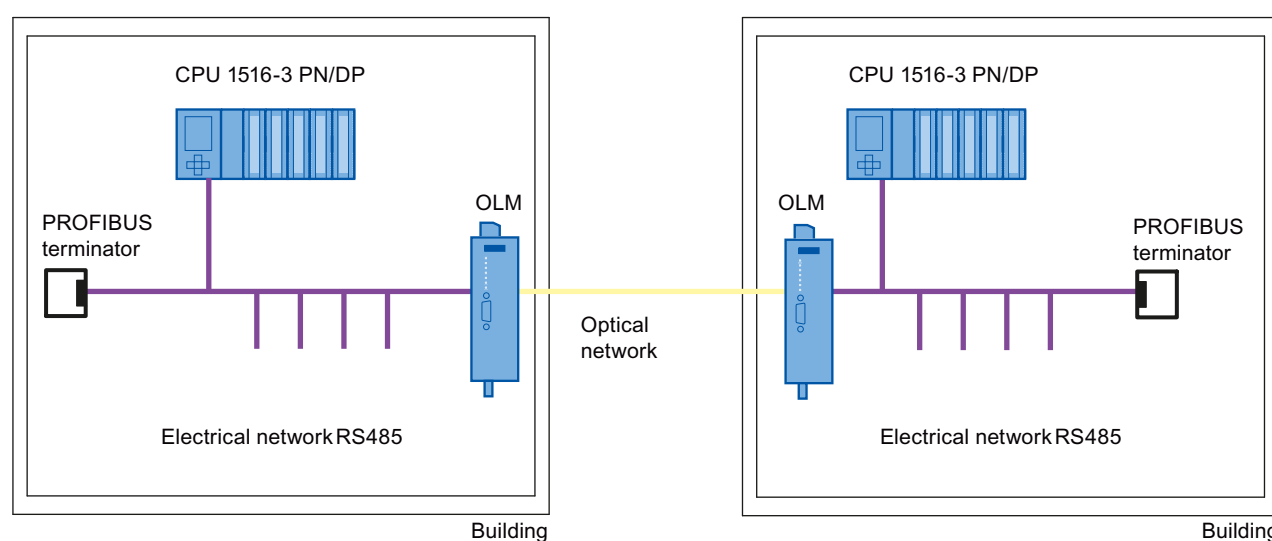 CPU 1516-3 PN/DP
OLM
PROFIBUS
terminator
Electrical network RS485
Building
Optical
network
CPU 1516-3 PN/DP
OLM
PROFIBUS
terminator
Electrical network RS485
Building